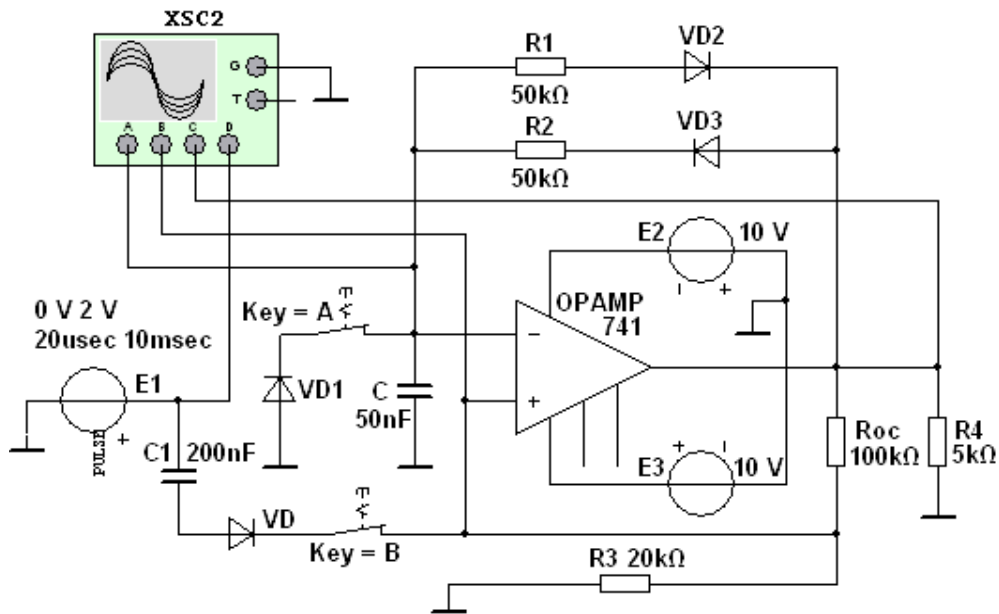 XSC2
G
T
A B C D
R1
50kΩ
VD2
R2
50kΩ
VD3
E2
10 V
0 V 2 V
20usec 10msec
E1
PULSE
Key = A
VD1
C
50nF
OPAMP
741
C1 200nF
VD
Key = B
E3
10 V
Roc
100kΩ
R4
5kΩ
R3 20kΩ